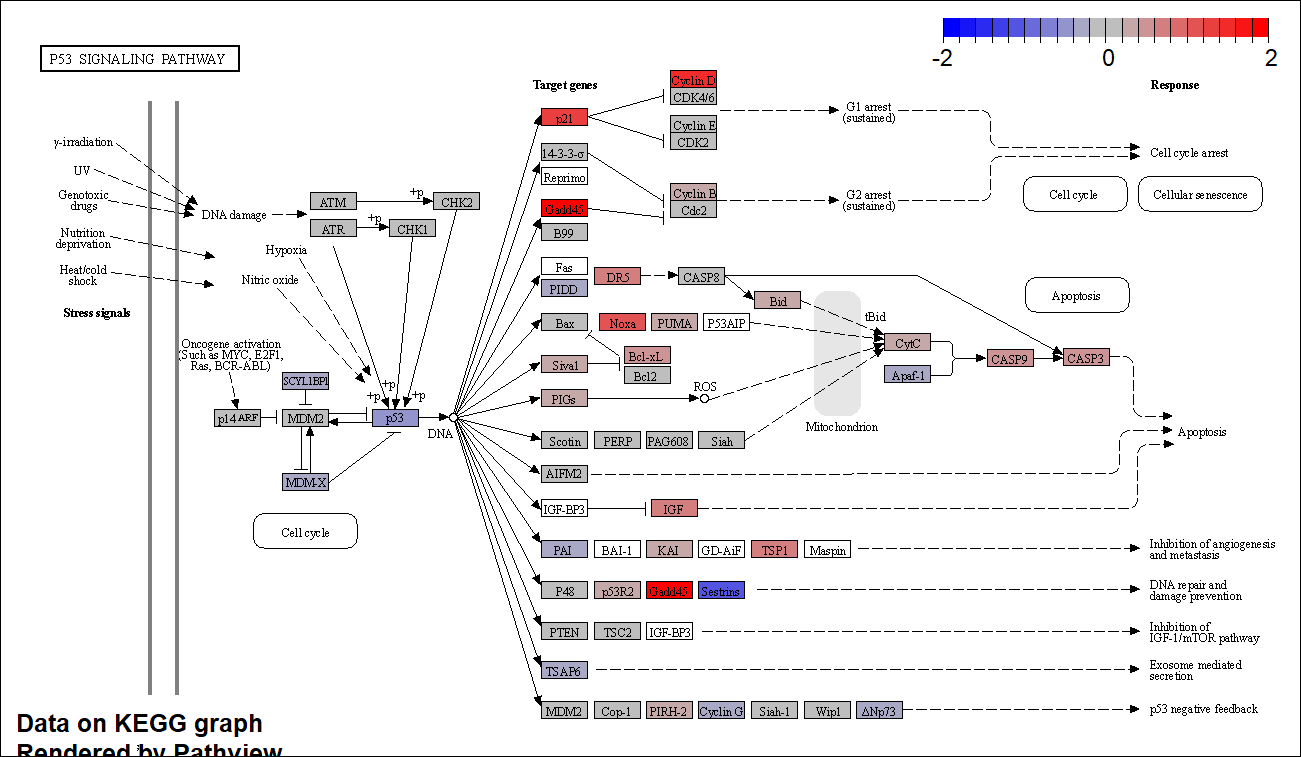 -2
0
2
P53 SIGNALING PATHWAY
Target genes
Response
Cyclin D
CDK4/6
p21
G1 arrest
(sustained)
Cyclin E
CDK2
γ-irradiation
14-3-3-σ
Cell cycle arrest
UV
Reprimo
Genotoxic
drugs
DNA damage
ATM
+p
CHK2
Cyclin B
Cdc2
G2 arrest
(sustained)
Cell cycle
Cellular senescence
Gadd45
ATR
+p
CHK1
B99
Nutrition
deprivation
Hypoxia
Heat/cold
shock
Nitric oxide
Fas
PIDD
DR5
CASP8
Bid
Apoptosis
Stress signals
Bax
Noxa
PUMA
P53AIP
tBid
Oncogene activation
(Such as MYC, E2F1,
Ras, BCR-ABL)
Siva1
Bcl-xL
Bcl2
CytC
CASP9
CASP3
Apaf-1
SCYL1BP1
+p
+p
+p
PIGs
ROS
p14ARF
MDM2
p53
DNA
Mitochondrion
Scotin
PERP
PAG608
Siah
Apoptosis
AIFM2
MDM-X
IGF-BP3
IGF
Cell cycle
PAI
BAI-1
KAI
GD-AiF
TSP1
Maspin
Inhibition of angiogenesis
and metastasis
P48
p53R2
Gadd45
Sestrins
DNA repair and
damage prevention
PTEN
TSC2
IGF-BP3
Inhibition of
IGF-1/mTOR pathway
TSAP6
Exosome mediated
secretion
MDM2
Cop-1
PIRH-2
Cyclin G
Siah-1
Wip1
ΔNp73
p53 negative feedback
Data on KEGG graph
Rendered by Pathview